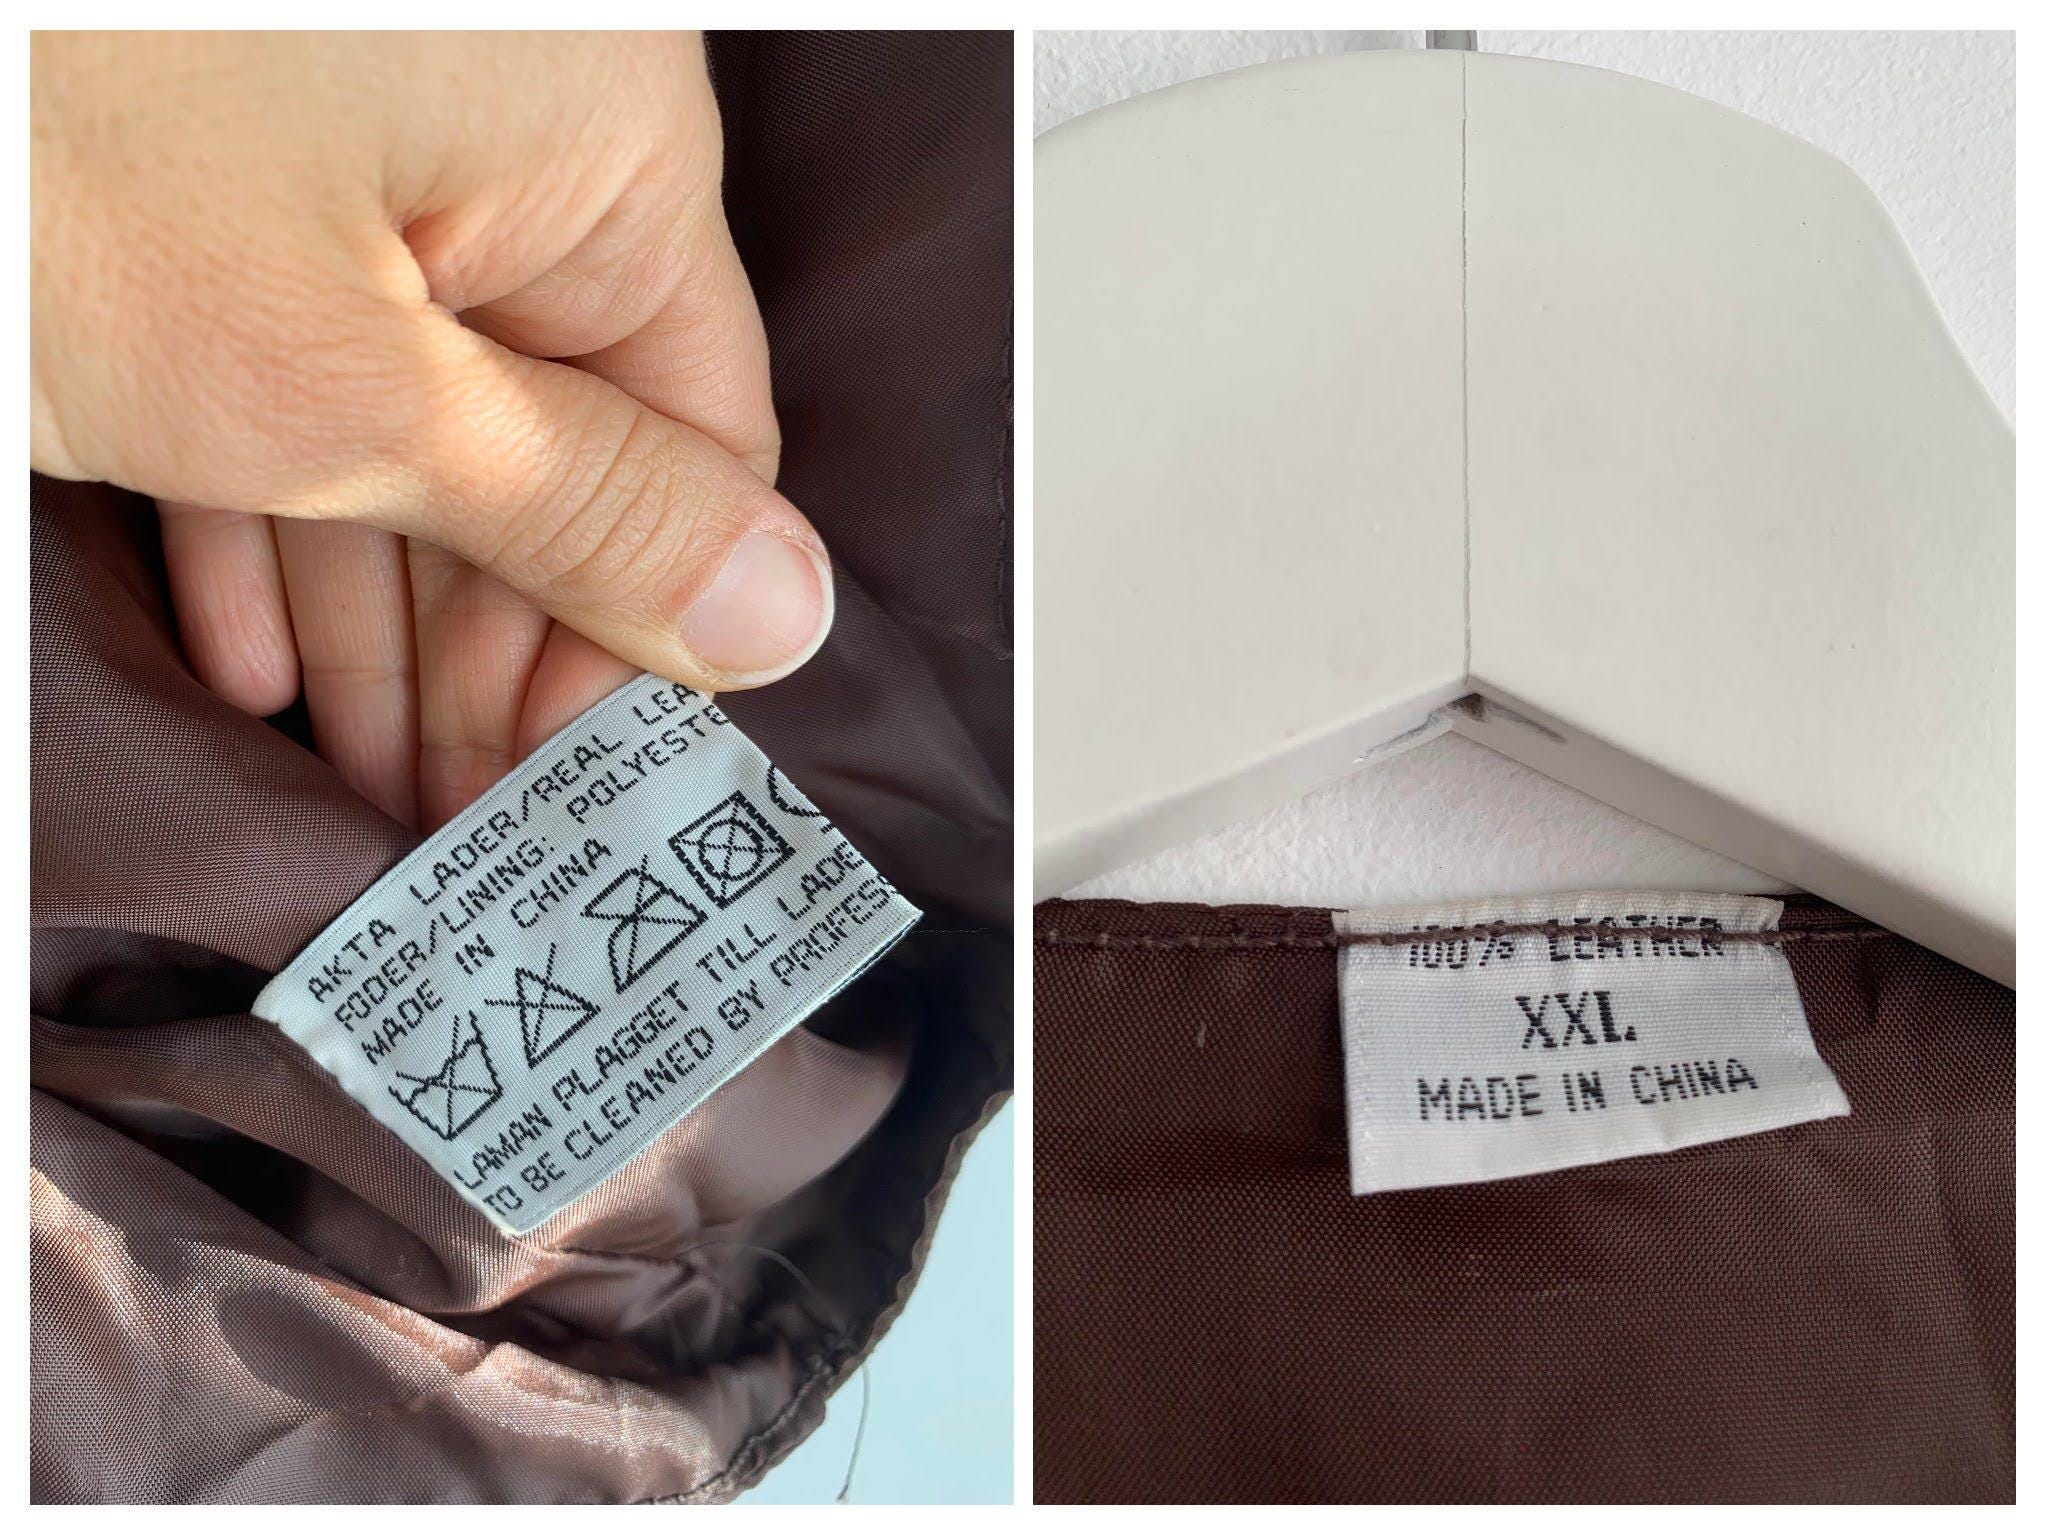 AKTA LADER/REAL LEA
FODER/LINING: POLYESTE
MADE IN CHINA
LAMAN PLAGGET TILL LADE
TO BE CLEANED BY PROFES
100% LEATHER
XXL
MADE IN CHINA